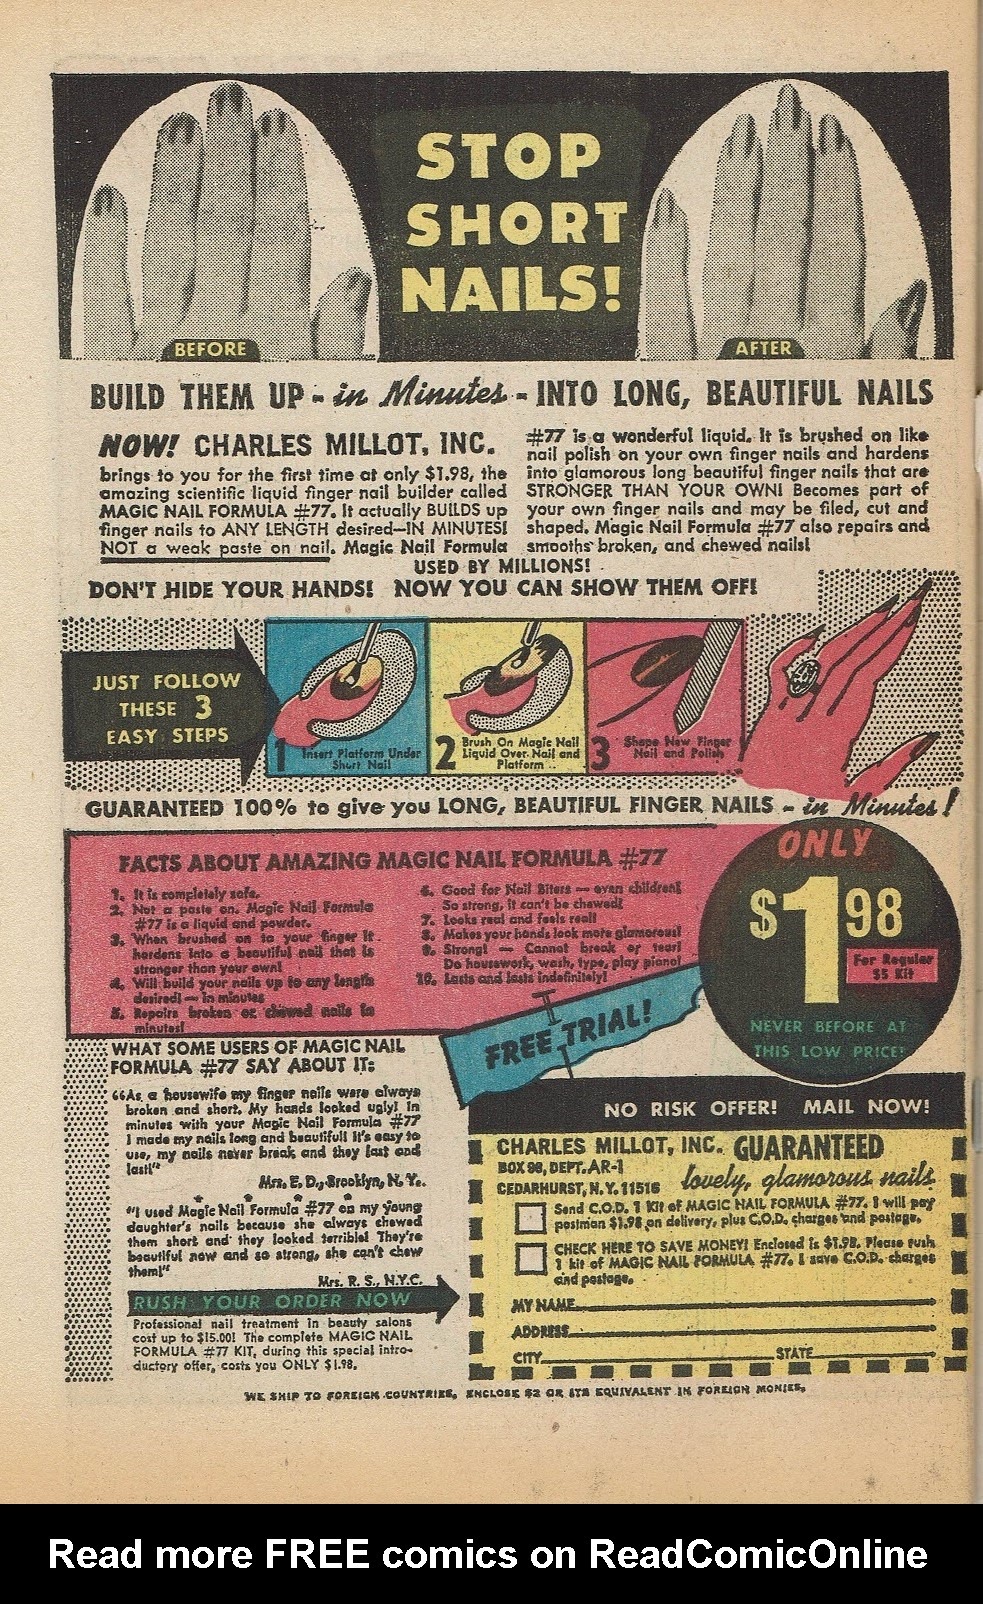 STOP
SHORT
NAILS!
BEFORE
AFTER
BUILD THEM UP - in Minutes - INTO LONG, BEAUTIFUL NAILS
NOW! CHARLES MILLOT, INC.
brings to you for the first time at only $1.98, the
amazing scientific liquid finger nail builder called
MAGIC NAIL FORMULA #77. It actually BUILDS up
finger nails to ANY LENGTH desired—IN MINUTES!
NOT a weak paste on nail. Magic Nail Formula
#77 is a wonderful liquid. It is brushed on like
nail polish on your own finger nails and hardens
into glamorous long beautiful finger nails that are
STRONGER THAN YOUR OWN! Becomes part of
your own finger nails and may be filed, cut and
shaped. Magic Nail Formula #77 also repairs and
smooths broken, and chewed nails!
USED BY MILLIONS!
DON'T HIDE YOUR HANDS! NOW YOU CAN SHOW THEM OFF!
JUST FOLLOW
THESE 3
EASY STEPS
1 Insert Platform Under
Short Nail
2 Brush On Magic Nail
Liquid Over Nail and
Platform
3 Shape New Finger
Nail and Polish
GUARANTEED 100% to give you LONG, BEAUTIFUL FINGER NAILS - in Minutes!
FACTS ABOUT AMAZING MAGIC NAIL FORMULA #77
1. It is completely safe.
2. Not a paste on. Magic Nail Formula
#77 is a liquid and powder.
3. When brushed on to your finger it
hardens into a beautiful nail that is
stronger than your own!
4. Will build your nails up to any length
desired! — in minutes
5. Repairs broken or chewed nails in
minutes!
6. Good for Nail Biters — even children!
So strong, it can't be chewed!
7. Looks real and feels real!
8. Makes your hands look more glamorous!
9. Strong! — Cannot break or tear!
Do housework, wash, type, play piano!
10. Lasts and lasts indefinitely!
ONLY
$1.98
For Regular
$5 Kit
NEVER BEFORE AT
THIS LOW PRICE!
FREE TRIAL!
WHAT SOME USERS OF MAGIC NAIL
FORMULA #77 SAY ABOUT IT:
"As a housewife my finger nails were always
broken and short. My hands looked ugly! In
minutes with your Magic Nail Formula #77
I made my nails long and beautiful! It's easy to
use, my nails never break and they last and
last!"
Mrs. E. D., Brooklyn, N. Y.
* * * *
"I used Magic Nail Formula #77 on my young
daughter's nails because she always chewed
them short and they looked terrible! They're
beautiful now and so strong, she can't chew
them!"
Mrs. R. S., N.Y.C.
RUSH YOUR ORDER NOW
Professional nail treatment in beauty salons
cost up to $15.00! The complete MAGIC NAIL
FORMULA #77 KIT, during this special intro-
ductory offer, costs you ONLY $1.98.
NO RISK OFFER! MAIL NOW!
CHARLES MILLOT, INC. GUARANTEED
BOX 98, DEPT. AR-1
CEDARHURST, N.Y. 11516
lovely, glamorous nails
Send C.O.D. 1 Kit of MAGIC NAIL FORMULA #77. I will pay
postman $1.98 on delivery, plus C.O.D. charges and postage.
CHECK HERE TO SAVE MONEY! Enclosed is $1.98. Please rush
1 kit of MAGIC NAIL FORMULA #77. I save C.O.D. charges
and postage.
MY NAME
ADDRESS
CITY STATE
WE SHIP TO FOREIGN COUNTRIES, ENCLOSE $2 OR ITS EQUIVALENT IN FOREIGN MONIES.
Read more FREE comics on ReadComicOnline